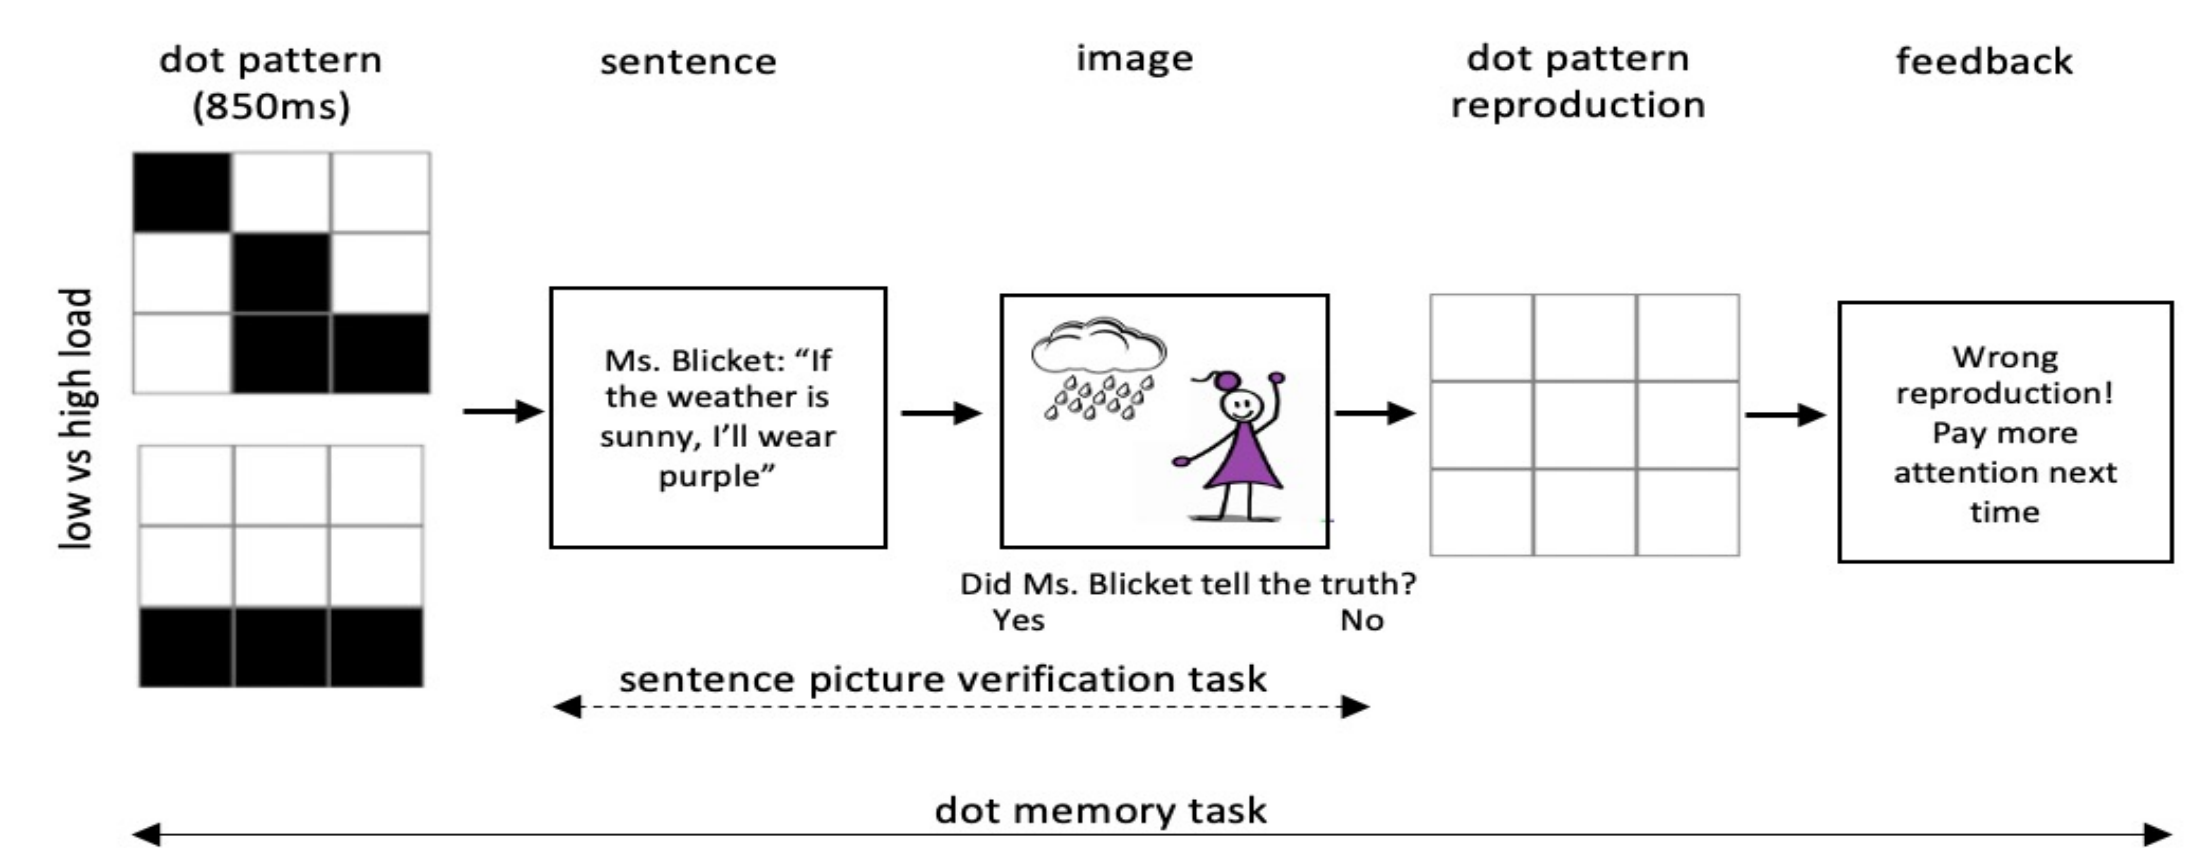 dot pattern
(850ms)
sentence
image
dot pattern
reproduction
feedback
low vs high load
Ms. Blicket: “If
the weather is
sunny, I’ll wear
purple”
Did Ms. Blicket tell the truth?
Yes No
Wrong
reproduction!
Pay more
attention next
time
sentence picture verification task
dot memory task